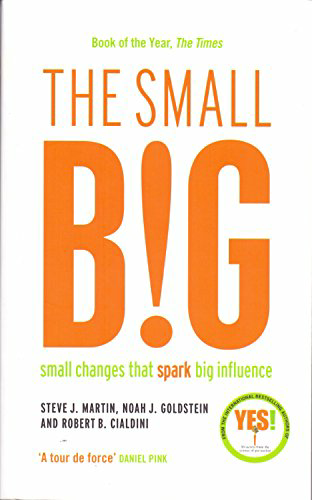 Book of the Year, The Times
THE SMALL
B!G
small changes that spark big influence
STEVE J. MARTIN, NOAH J. GOLDSTEIN
AND ROBERT B. CIALDINI
FROM THE INTERNATIONAL BESTSELLING AUTHORS OF
YES!
'A tour de force' DANIEL PINK